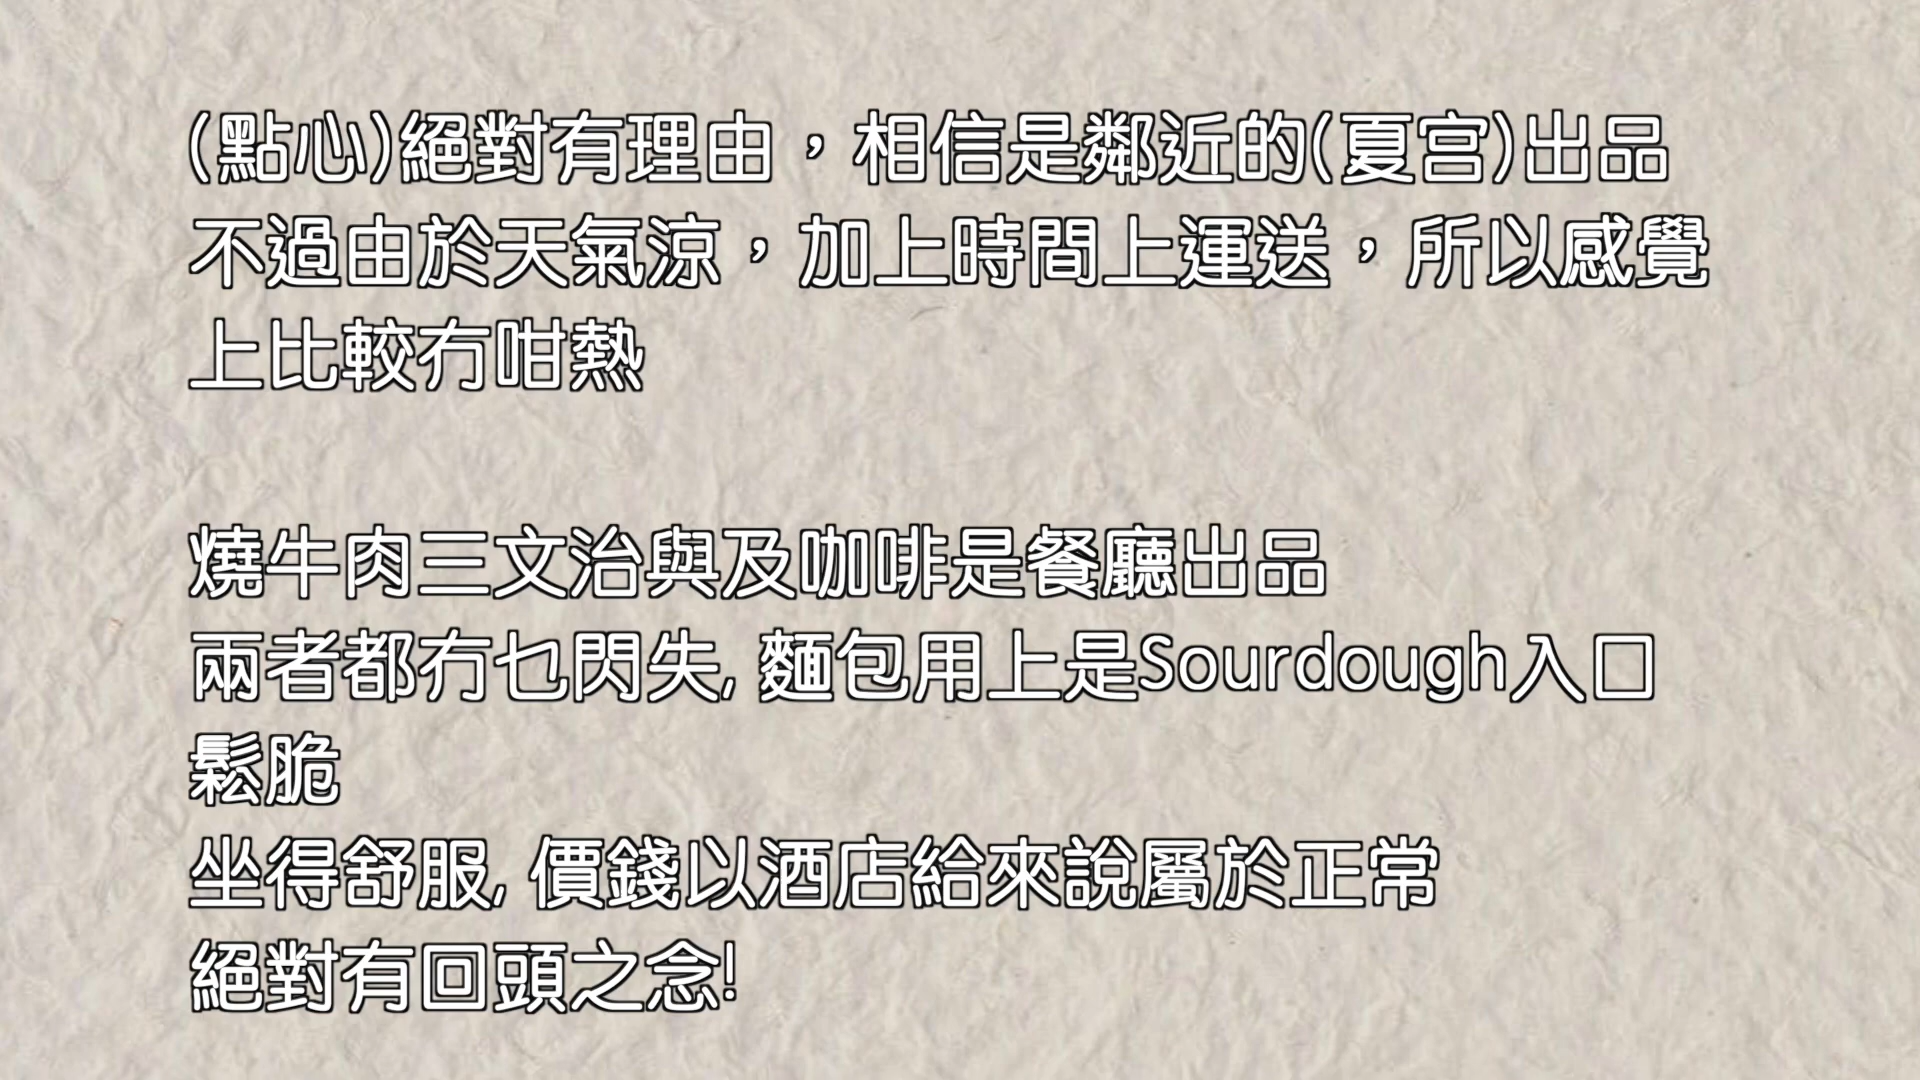 (點心)絕對有理由，相信是鄰近的(夏宮)出品
不過由於天氣涼，加上時間上運送，所以感覺
上比較冇咁熱
燒牛肉三文治與及咖啡是餐廳出品
兩者都冇乜閃失, 麵包用上是Sourdough入口
鬆脆
坐得舒服, 價錢以酒店給來說屬於正常
絕對有回頭之念!